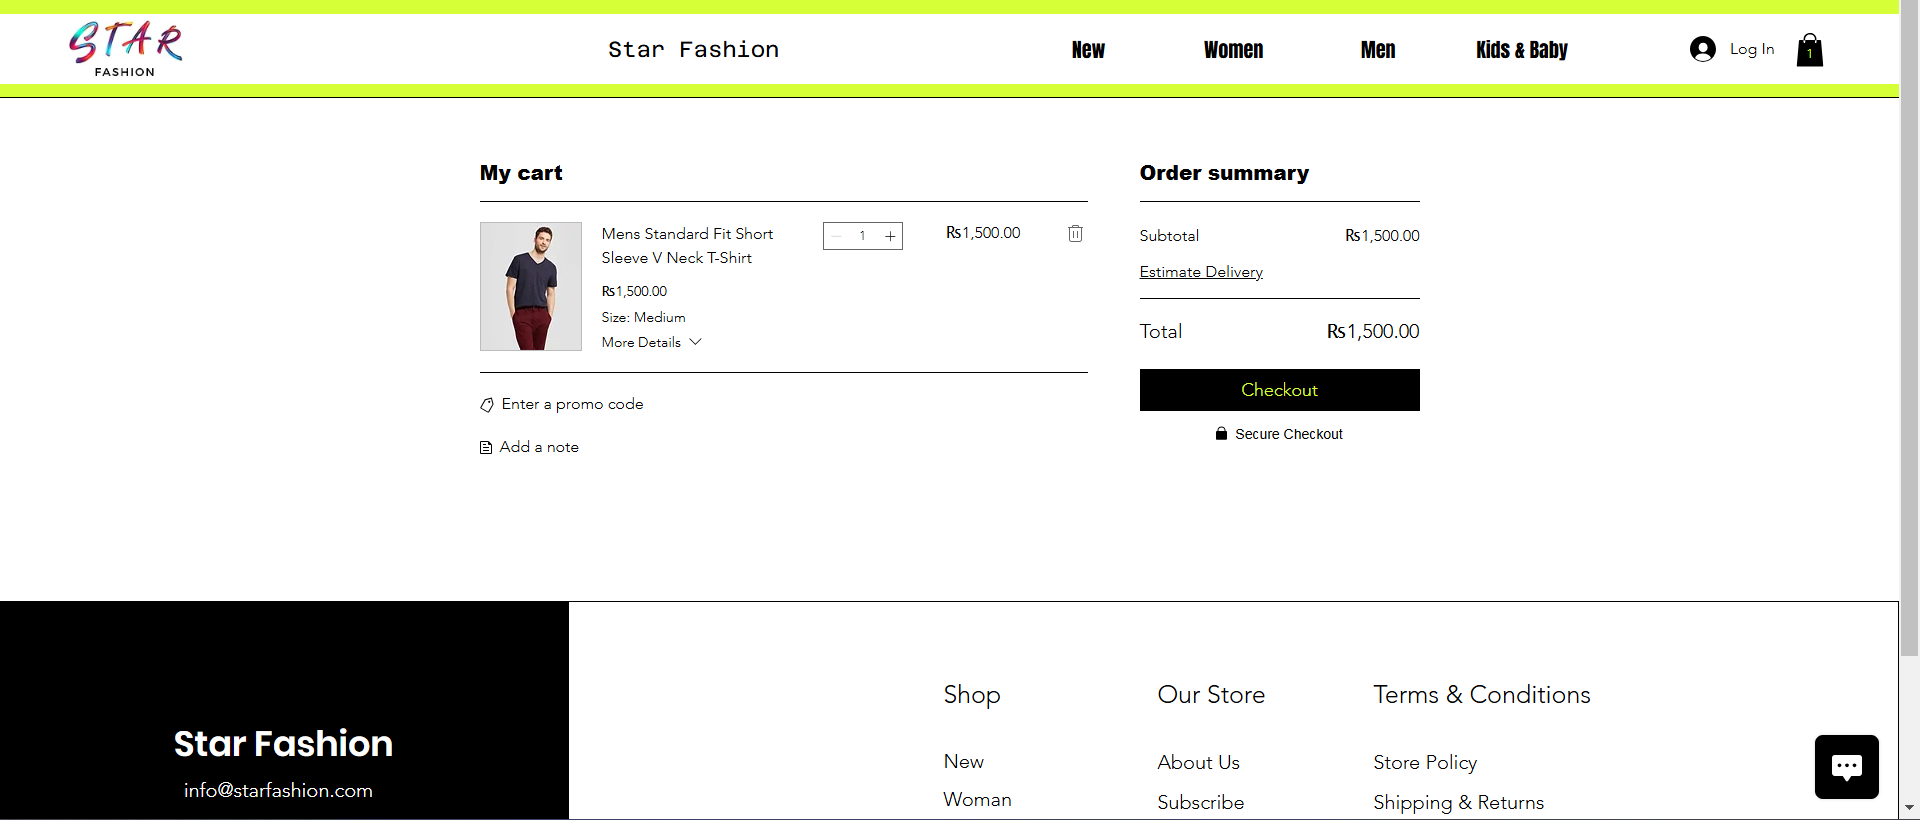 STAR
FASHION
Star Fashion
New
Women
Men
Kids & Baby
Log In
1
My cart
Mens Standard Fit Short
Sleeve V Neck T-Shirt
₨1,500.00
Size: Medium
More Details
1
₨1,500.00
Enter a promo code
Add a note
Order summary
Subtotal ₨1,500.00
Estimate Delivery
Total ₨1,500.00
Checkout
Secure Checkout
Star Fashion
info@starfashion.com
Shop
New
Woman
Our Store
About Us
Subscribe
Terms & Conditions
Store Policy
Shipping & Returns